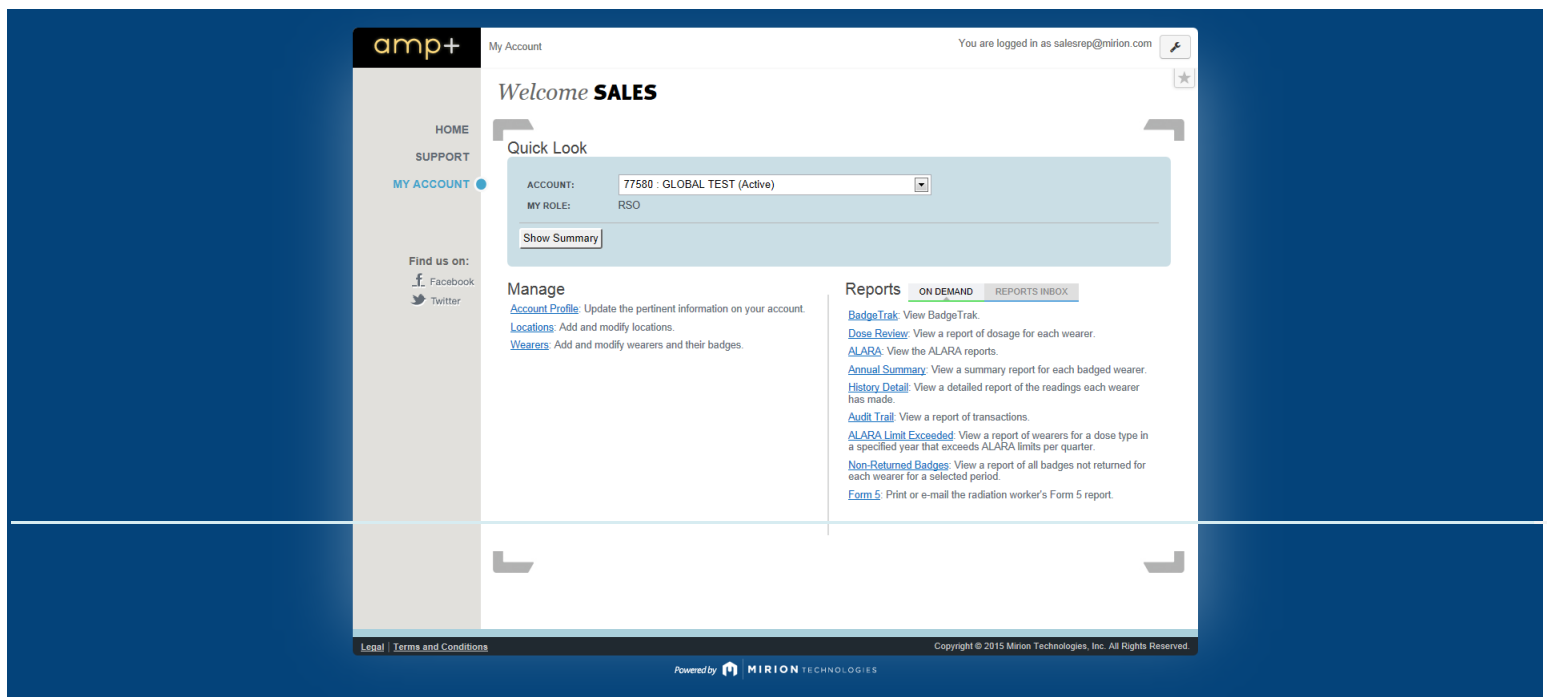 amp+
My Account
You are logged in as salesrep@mirion.com
Welcome SALES
HOME
SUPPORT
MY ACCOUNT
Find us on:
Facebook
Twitter
Quick Look
ACCOUNT: 77580 : GLOBAL TEST (Active)
MY ROLE: RSO
Show Summary
Manage
Account Profile: Update the pertinent information on your account.
Locations: Add and modify locations.
Wearers: Add and modify wearers and their badges.
Reports ON DEMAND REPORTS INBOX
BadgeTrak: View BadgeTrak.
Dose Review: View a report of dosage for each wearer.
ALARA: View the ALARA reports.
Annual Summary: View a summary report for each badged wearer.
History Detail: View a detailed report of the readings each wearer
has made.
Audit Trail: View a report of transactions.
ALARA Limit Exceeded: View a report of wearers for a dose type in
a specified year that exceeds ALARA limits per quarter.
Non-Returned Badges: View a report of all badges not returned for
each wearer for a selected period.
Form 5: Print or e-mail the radiation worker's Form 5 report.
Legal | Terms and Conditions
Copyright © 2015 Mirion Technologies, Inc. All Rights Reserved.
Powered by MIRION TECHNOLOGIES